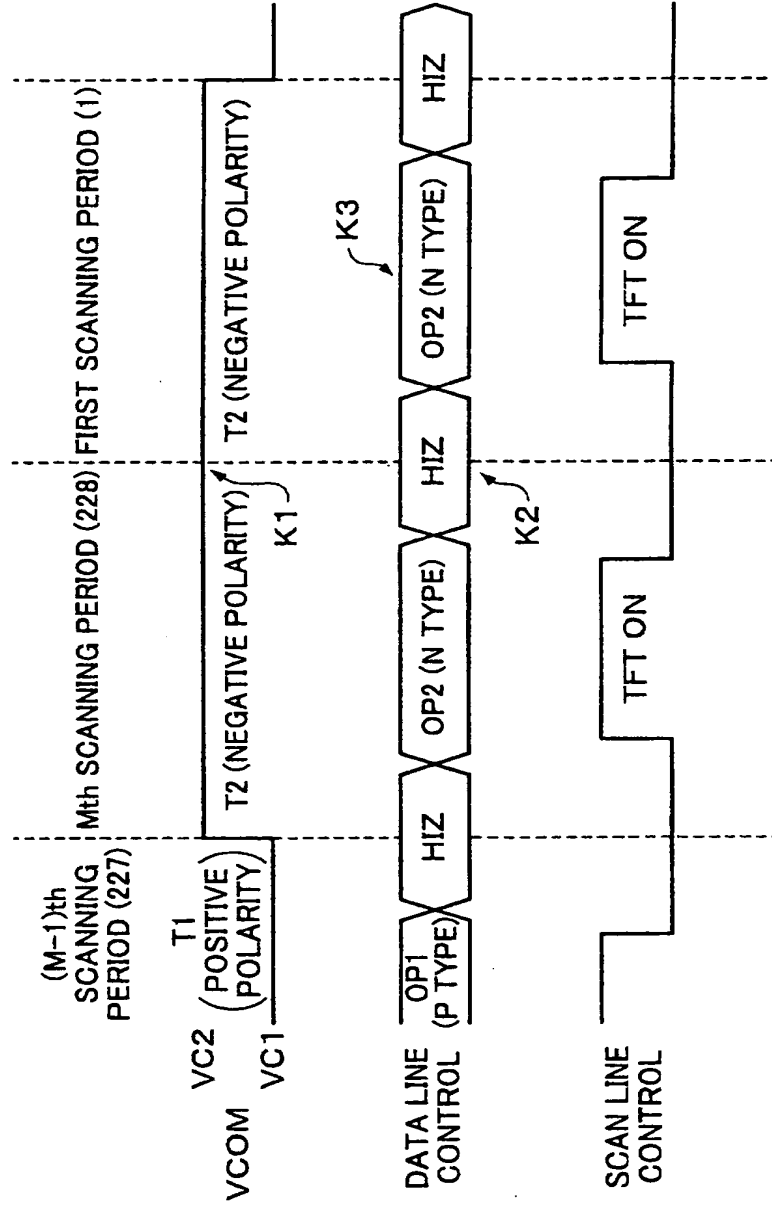 (M-1)th
SCANNING
PERIOD (227)
Mth SCANNING PERIOD (228)
FIRST SCANNING PERIOD (1)
VCOM
VC2
VC1
T1
(POSITIVE
POLARITY)
T2 (NEGATIVE POLARITY)
T2 (NEGATIVE POLARITY)
K1
K3
DATA LINE
CONTROL
OP1
(P TYPE)
HIZ
OP2 (N TYPE)
HIZ
OP2 (N TYPE)
HIZ
K2
SCAN LINE
CONTROL
TFT ON
TFT ON